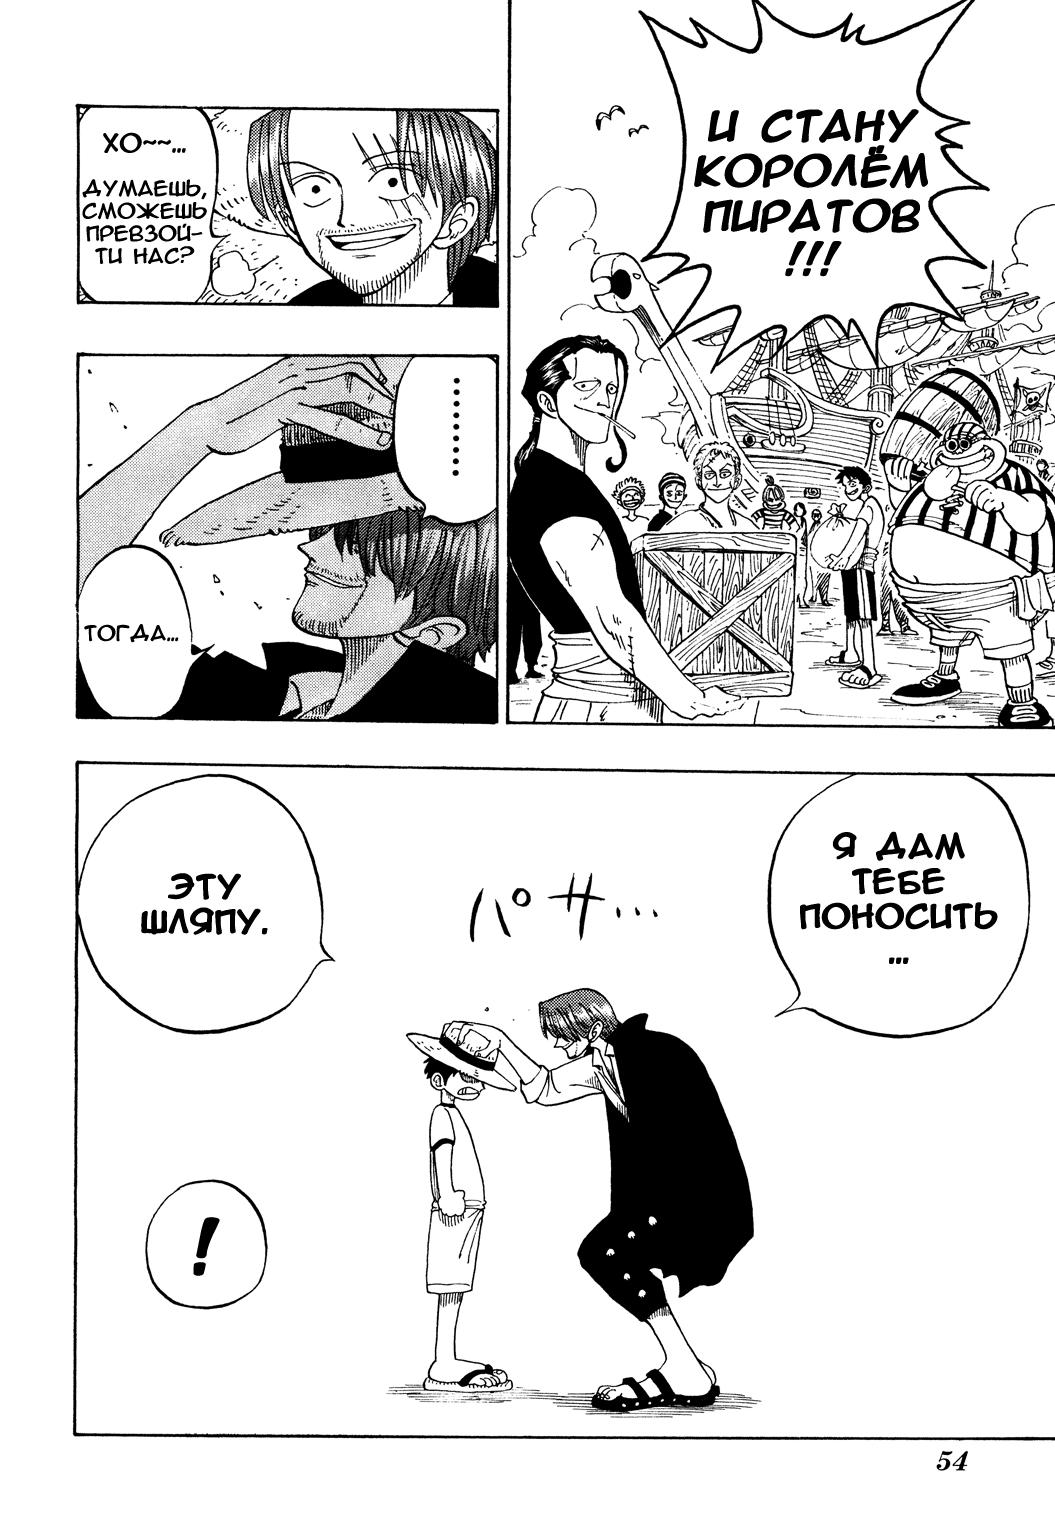 И СТАНУ
КОРОЛЁМ
ПИРАТОВ
!!!
ХО~~...
ДУМАЕШЬ,
СМОЖЕШЬ
ПРЕВЗОЙ-
ТИ НАС?
........
ТОГДА...
Я ДАМ
ТЕБЕ
ПОНОСИТЬ
...
パサ...
ЭТУ
ШЛЯПУ.
!
54